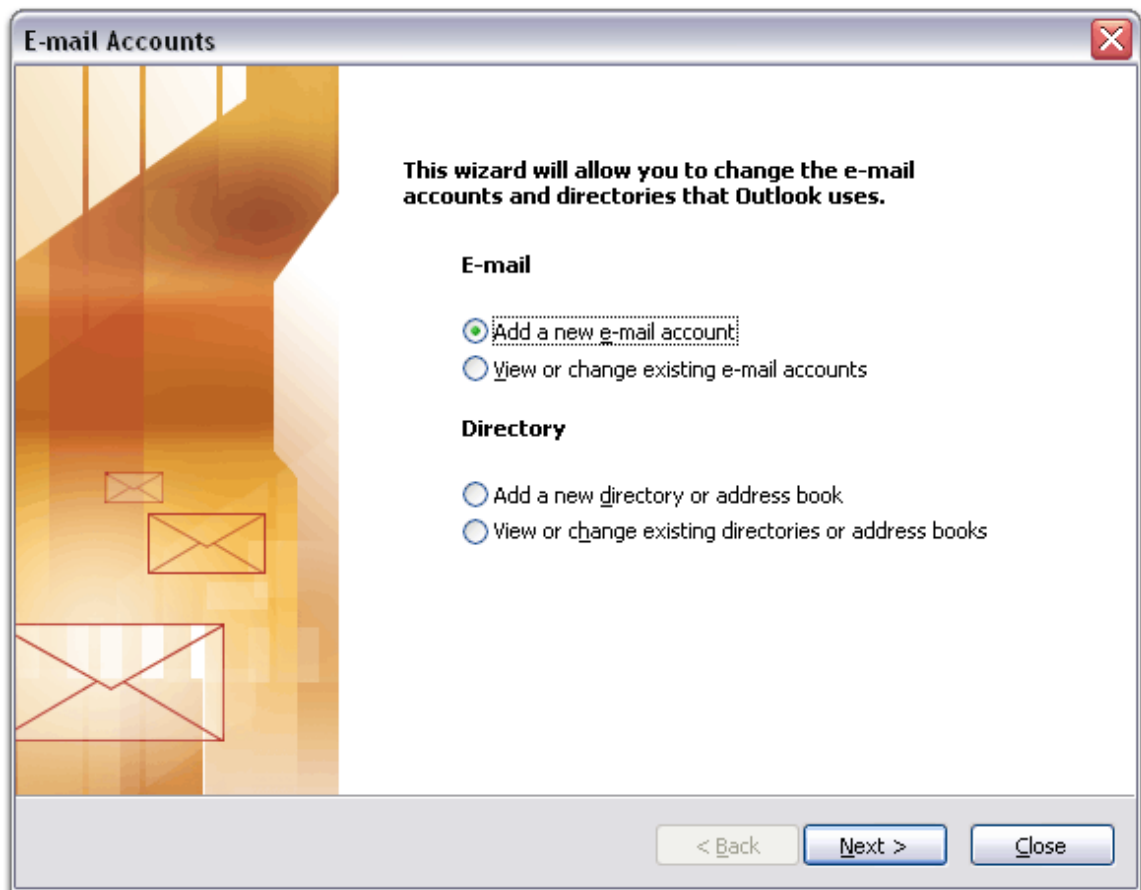 E-mail Accounts
This wizard will allow you to change the e-mail
accounts and directories that Outlook uses.
E-mail
Add a new e-mail account
View or change existing e-mail accounts
Directory
Add a new directory or address book
View or change existing directories or address books
< Back
Next >
Close